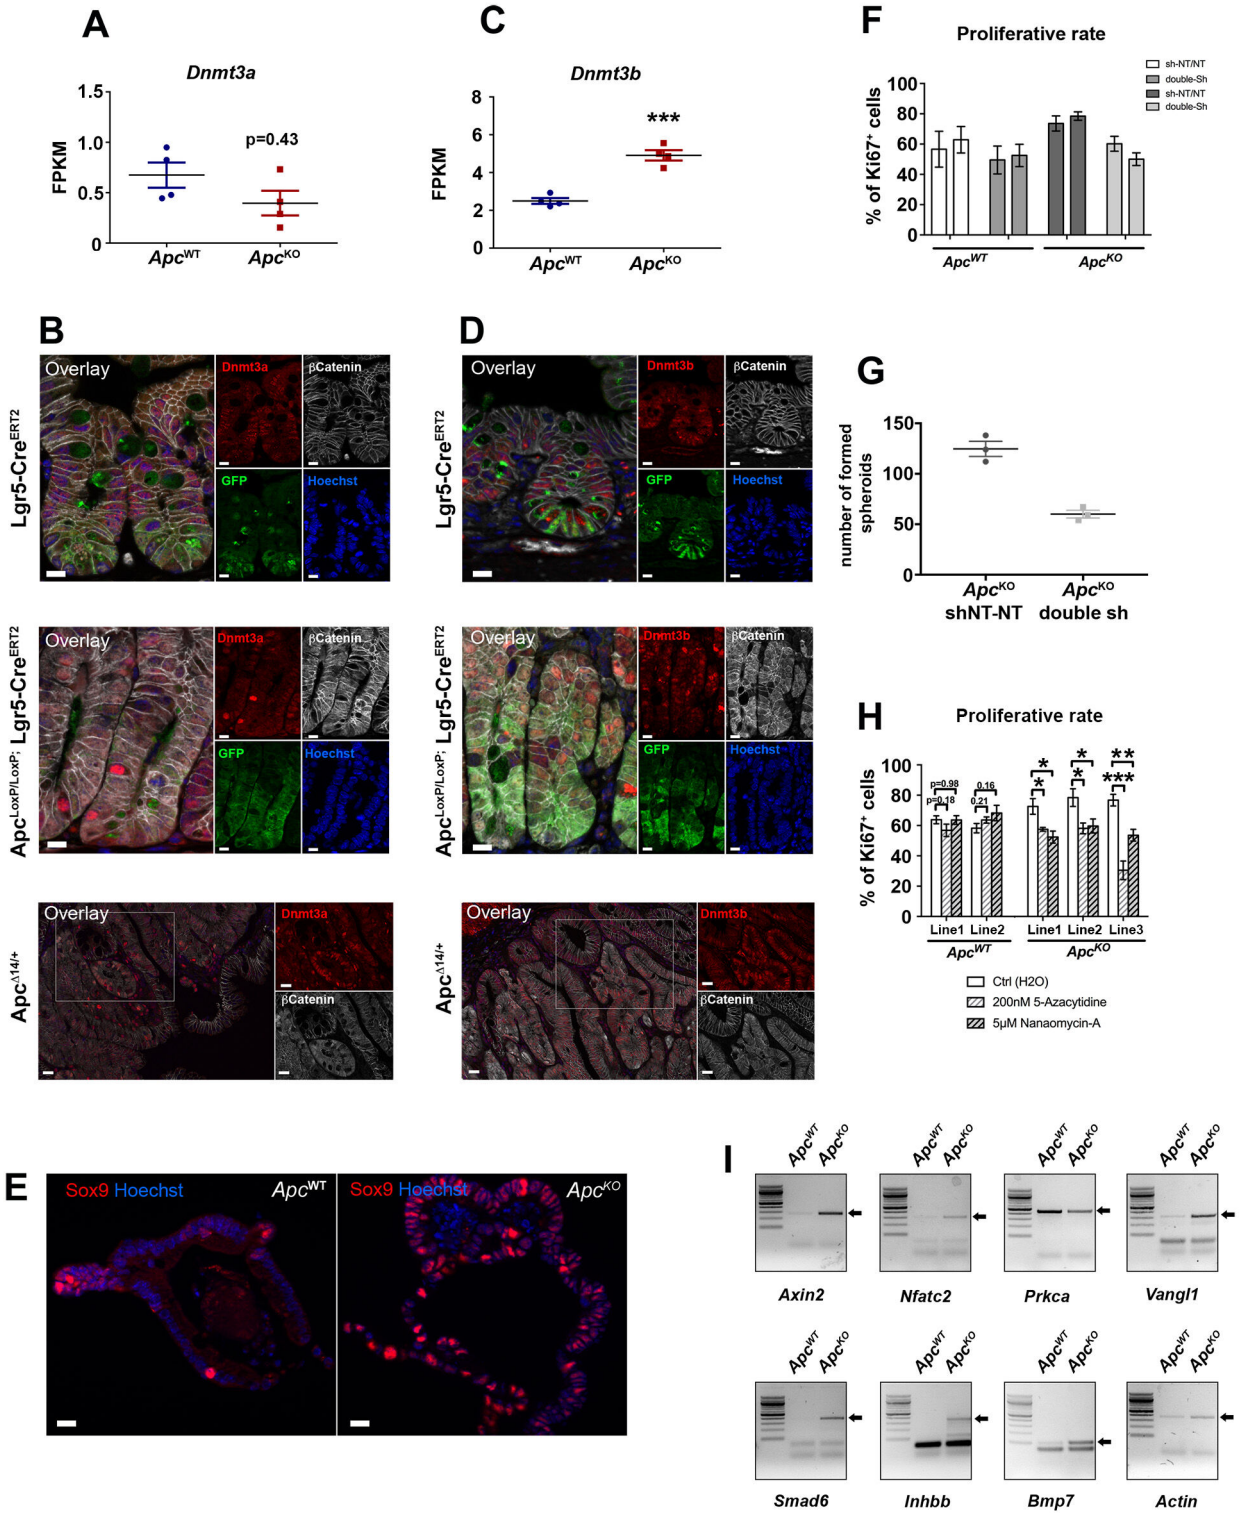 A
Dnmt3a
FPKM
1.5
1.0
0.5
0
p=0.43
ApcWT
ApcKO
C
Dnmt3b
FPKM
8
6
4
2
0
***
ApcWT
ApcKO
F
Proliferative rate
sh-NT/NT
double-Sh
sh-NT/NT
double-Sh
% of Ki67+ cells
100
80
60
40
20
0
ApcWT
ApcKO
B
Lgr5-CreERT2
Overlay
Dnmt3a
βCatenin
GFP
Hoechst
ApcLoxP/LoxP; Lgr5-CreERT2
Overlay
Dnmt3a
βCatenin
GFP
Hoechst
ApcΔ14/+
Overlay
Dnmt3a
βCatenin
D
Lgr5-CreERT2
Overlay
Dnmt3b
βCatenin
GFP
Hoechst
ApcLoxP/LoxP; Lgr5-CreERT2
Overlay
Dnmt3b
βCatenin
GFP
Hoechst
ApcΔ14/+
Overlay
Dnmt3b
βCatenin
G
number of formed
spheroids
150
100
50
0
ApcKO
shNT-NT
ApcKO
double sh
H
Proliferative rate
% of Ki67+ cells
100
80
60
40
20
0
p=0.98
p=0.18
0.16
0.21
*
*
*
*
**
***
Line1
Line2
Line1
Line2
Line3
ApcWT
ApcKO
Ctrl (H2O)
200nM 5-Azacytidine
5µM Nanaomycin-A
E
Sox9 Hoechst
ApcWT
Sox9 Hoechst
ApcKO
I
ApcWT ApcKO
ApcWT ApcKO
ApcWT ApcKO
ApcWT ApcKO
Axin2
Nfatc2
Prkca
Vangl1
ApcWT ApcKO
ApcWT ApcKO
ApcWT ApcKO
ApcWT ApcKO
Smad6
Inhbb
Bmp7
Actin